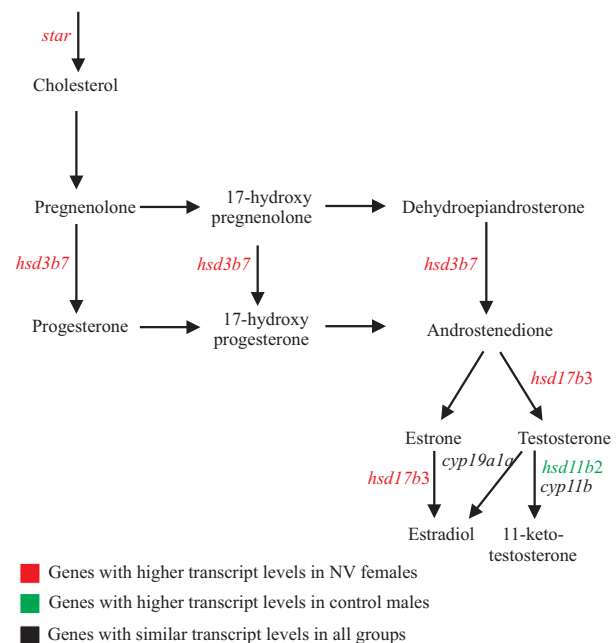 star
Cholesterol
Pregnenolone
17-hydroxy
pregnenolone
Dehydroepiandrosterone
hsd3b7
hsd3b7
hsd3b7
Progesterone
17-hydroxy
progesterone
Androstenedione
hsd17b3
Estrone
Testosterone
cyp19a1a
hsd11b2
hsd17b3
cyp11b
Estradiol
11-keto-
testosterone
Genes with higher transcript levels in NV females
Genes with higher transcript levels in control males
Genes with similar transcript levels in all groups